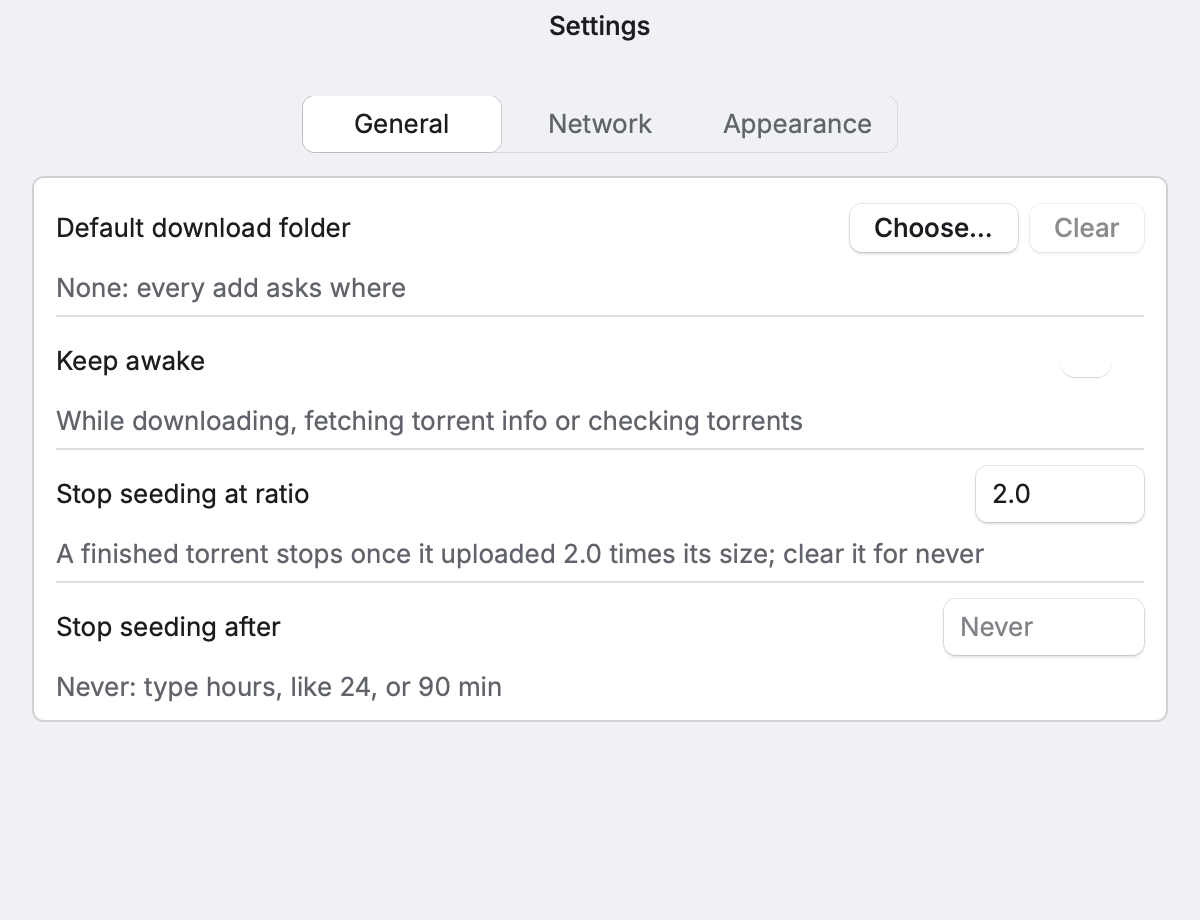 Settings
General Network Appearance
Default download folder Choose... Clear
None: every add asks where
Keep awake
While downloading, fetching torrent info or checking torrents
Stop seeding at ratio 2.0
A finished torrent stops once it uploaded 2.0 times its size; clear it for never
Stop seeding after Never
Never: type hours, like 24, or 90 min